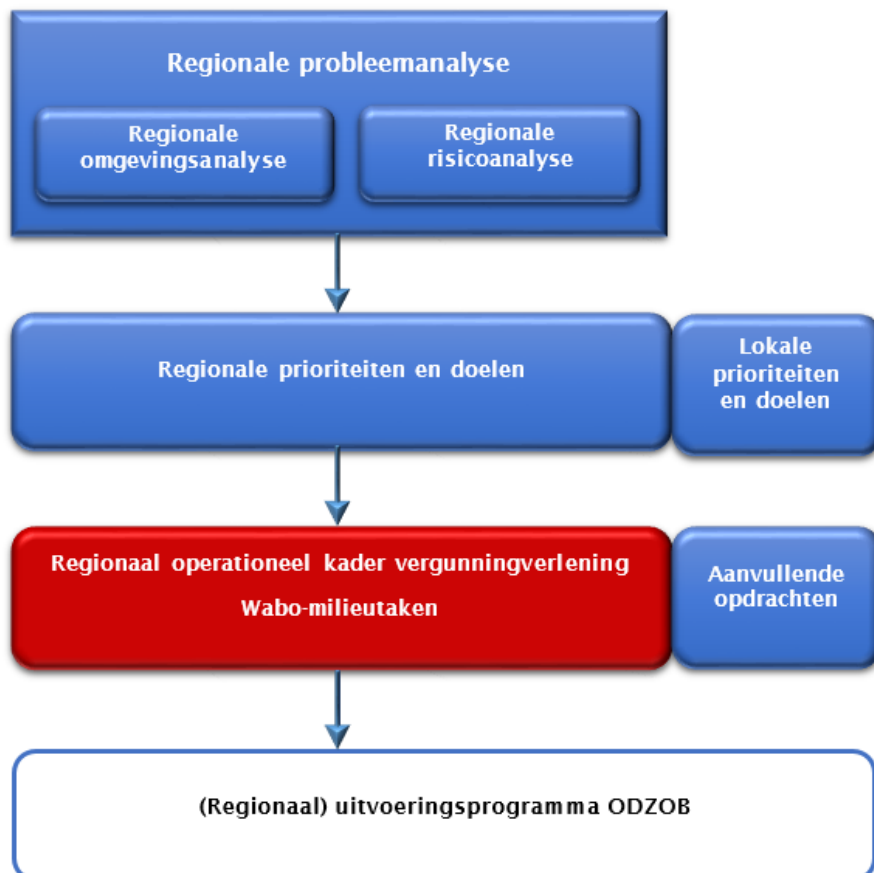 Regionale probleemanalyse
Regionale
omgevingsanalyse
Regionale
risicoanalyse
Regionale prioriteiten en doelen
Lokale
prioriteiten
en doelen
Regionaal operationeel kader vergunningverlening
Wabo-milieutaken
Aanvullende
opdrachten
(Regionaal) uitvoeringsprogramma ODZOB